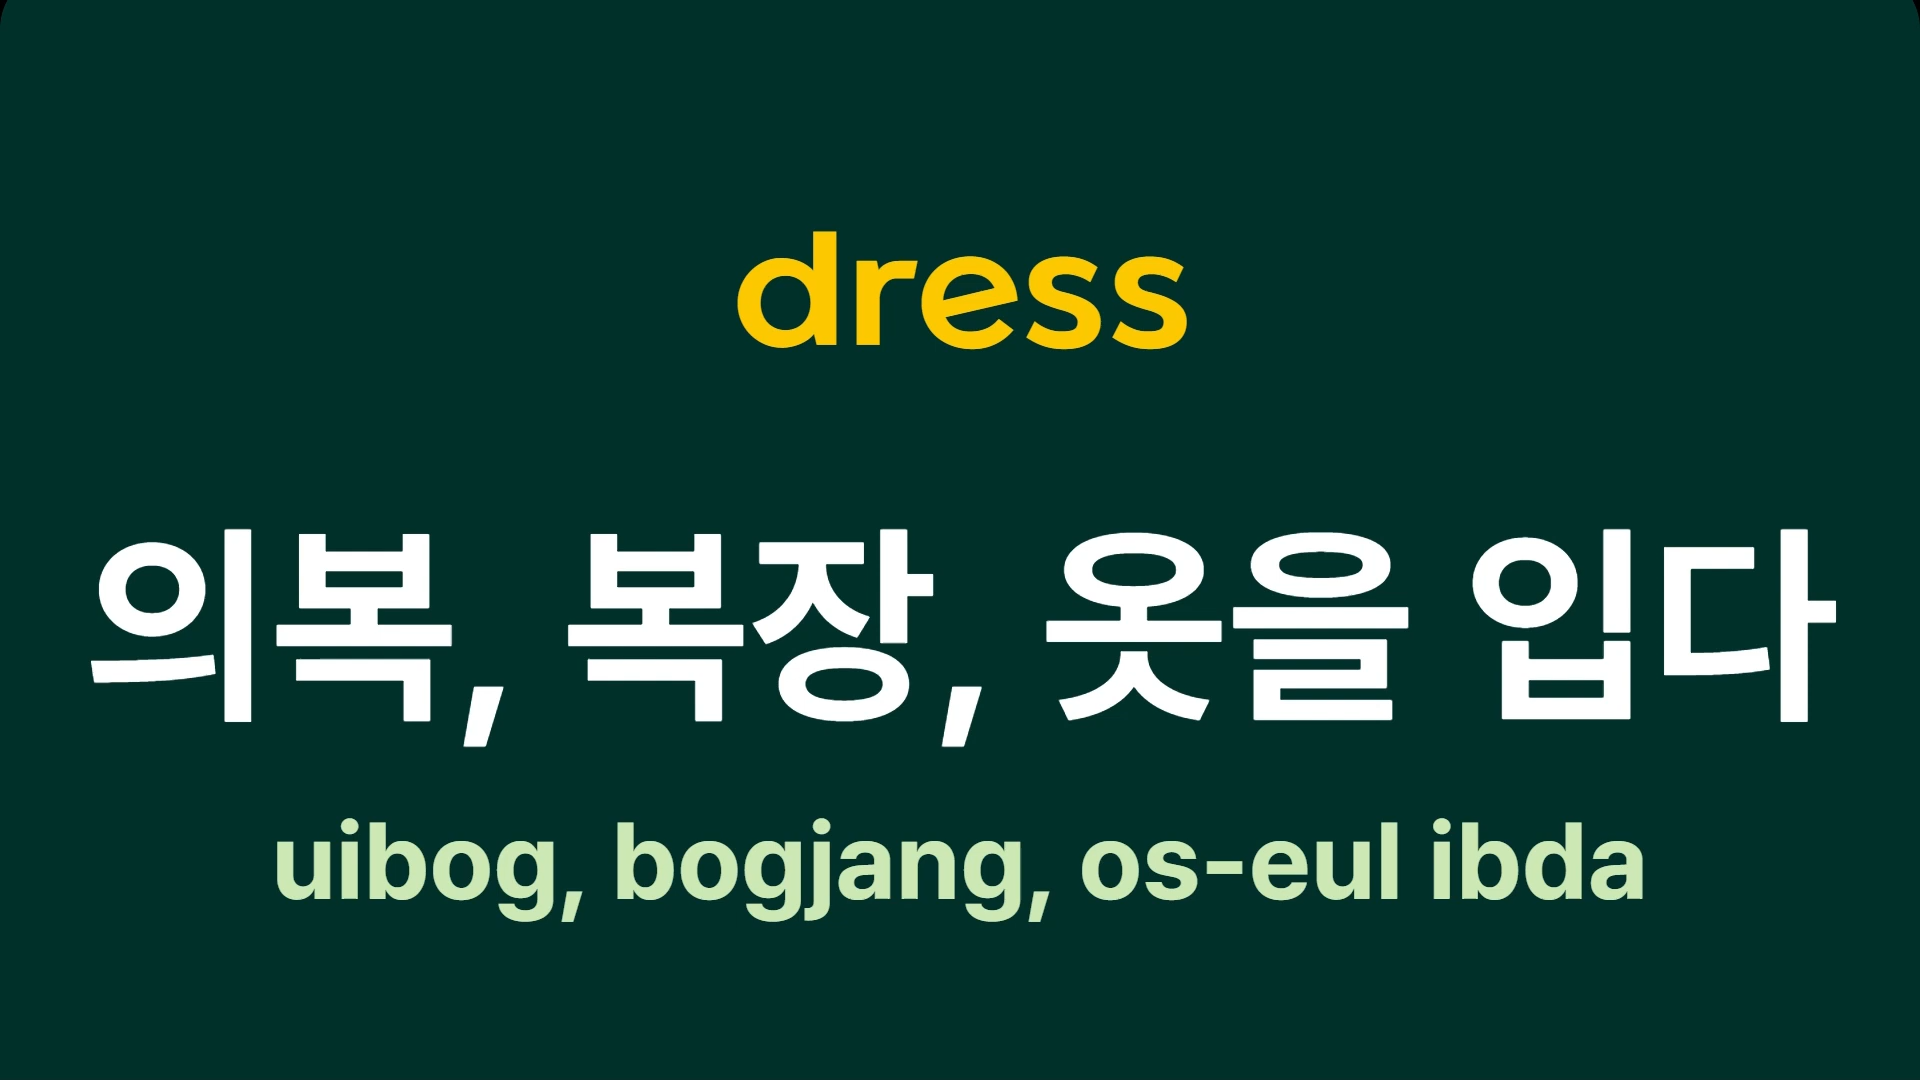 dress
의복, 복장, 옷을 입다
uibog, bogjang, os-eul ibda